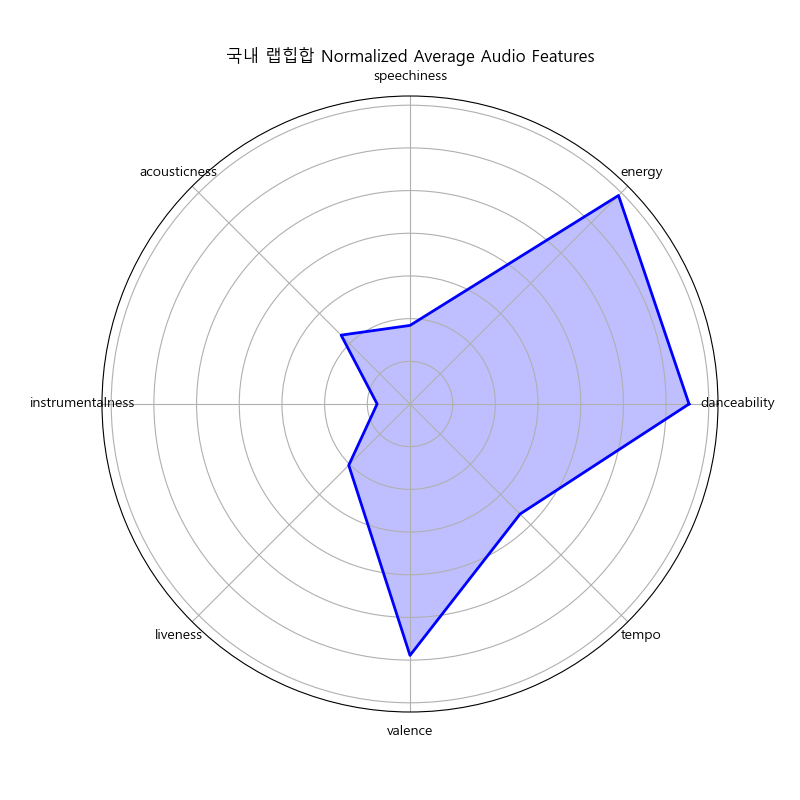 국내 랩힙합 Normalized Average Audio Features
speechiness
acousticness
energy
instrumentalness
danceability
liveness
tempo
valence